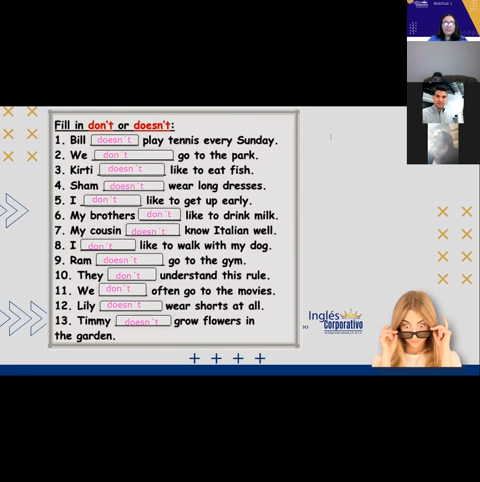 MODULE 1
Fill in don't or doesn't:
1. Bill doesn´t play tennis every Sunday.
2. We don´t go to the park.
3. Kirti doesn´t like to eat fish.
4. Sham doesn´t wear long dresses.
5. I don´t like to get up early.
6. My brothers don´t like to drink milk.
7. My cousin doesn´t know Italian well.
8. I don´t like to walk with my dog.
9. Ram doesn´t go to the gym.
10. They don´t understand this rule.
11. We don´t often go to the movies.
12. Lily doesn´t wear shorts at all.
13. Timmy doesn´t grow flowers in
the garden.
Inglés
Corporativo